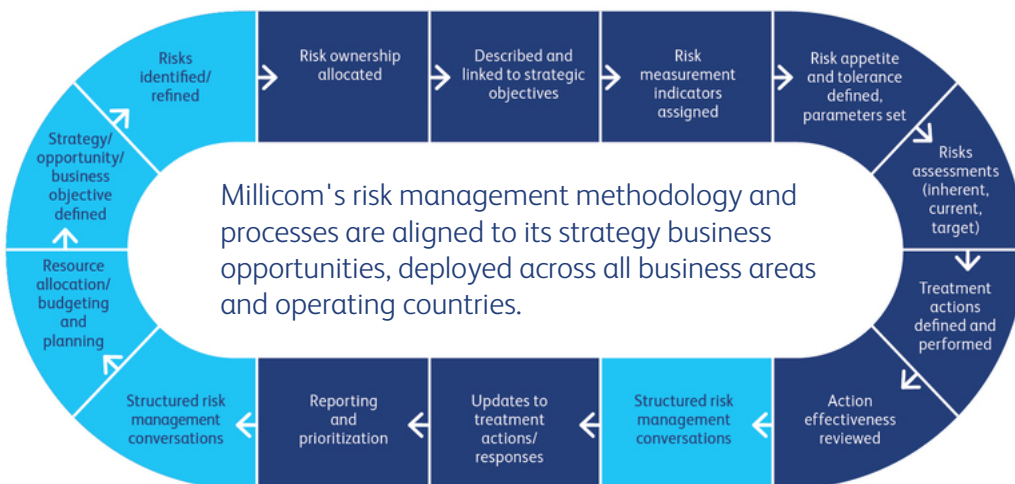 Risks
identified/
refined
Risk ownership
allocated
Described and
linked to strategic
objectives
Risk
measurement
indicators
assigned
Risk appetite
and tolerance
defined,
parameters set
Risks
assessments
(inherent,
current,
target)
Treatment
actions
defined and
performed
Action
effectiveness
reviewed
Structured risk
management
conversations
Updates to
treatment
actions/
responses
Reporting
and
prioritization
Structured risk
management
conversations
Resource
allocation/
budgeting
and
planning
Strategy/
opportunity/
business
objective
defined
Millicom's risk management methodology and
processes are aligned to its strategy business
opportunities, deployed across all business areas
and operating countries.